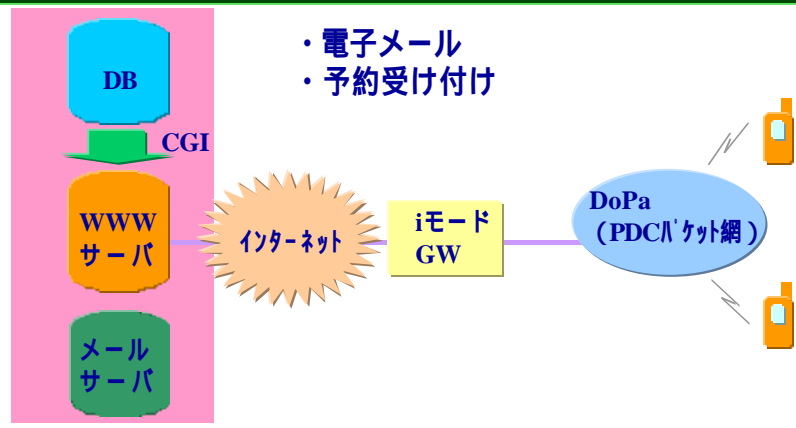 ・電子メール
・予約受け付け
DB
CGI
WWW
サーバ
インターネット
iモード
GW
DoPa
（PDCパケット網）
メール
サーバ